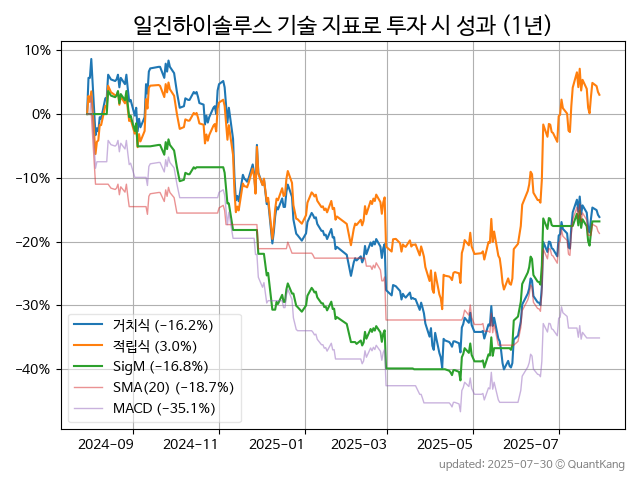 일진하이솔루스 기술 지표로 투자 시 성과 (1년)
10%
0%
−10%
−20%
−30%
−40%
거치식 (−16.2%)
적립식 (3.0%)
SigM (−16.8%)
SMA(20) (−18.7%)
MACD (−35.1%)
2024−09 2024−11 2025−01 2025−03 2025−05 2025−07
updated: 2025-07-30 © QuantKang